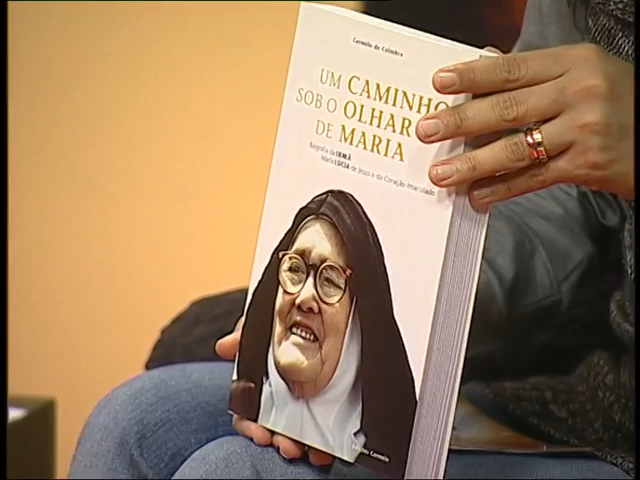 Carmelo de Coimbra
UM CAMINHO
SOB O OLHAR
DE MARIA
Biografia da IRMÃ
Maria LÚCIA de Jesus e do Coração Imaculado
Carmelo